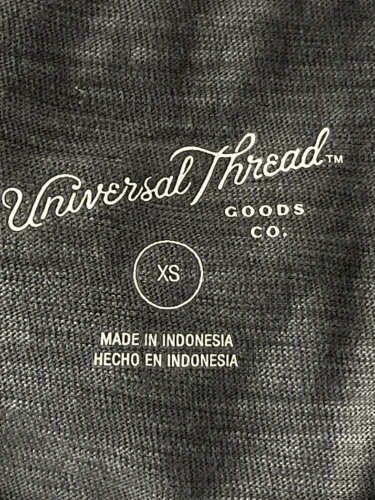 Universal Thread™
GOODS
CO.
XS
MADE IN INDONESIA
HECHO EN INDONESIA